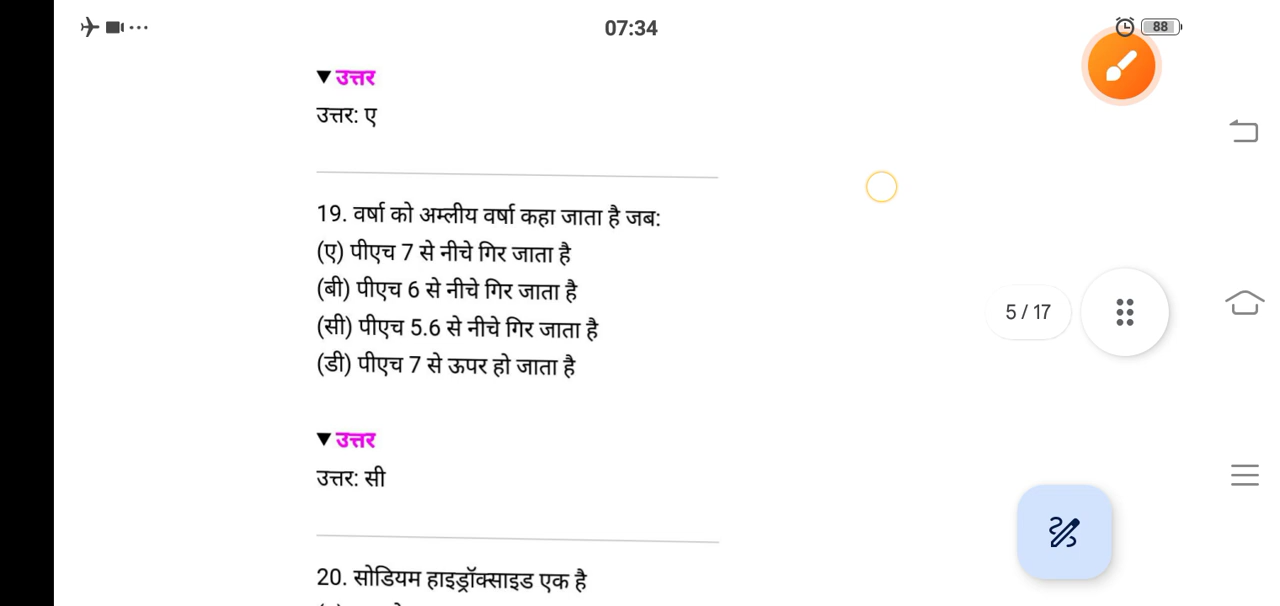 07:34
88
▼ उत्तर
उत्तर: ए
19. वर्षा को अम्लीय वर्षा कहा जाता है जब:
(ए) पीएच 7 से नीचे गिर जाता है
(बी) पीएच 6 से नीचे गिर जाता है
(सी) पीएच 5.6 से नीचे गिर जाता है
(डी) पीएच 7 से ऊपर हो जाता है
5 / 17
▼ उत्तर
उत्तर: सी
20. सोडियम हाइड्रॉक्साइड एक है